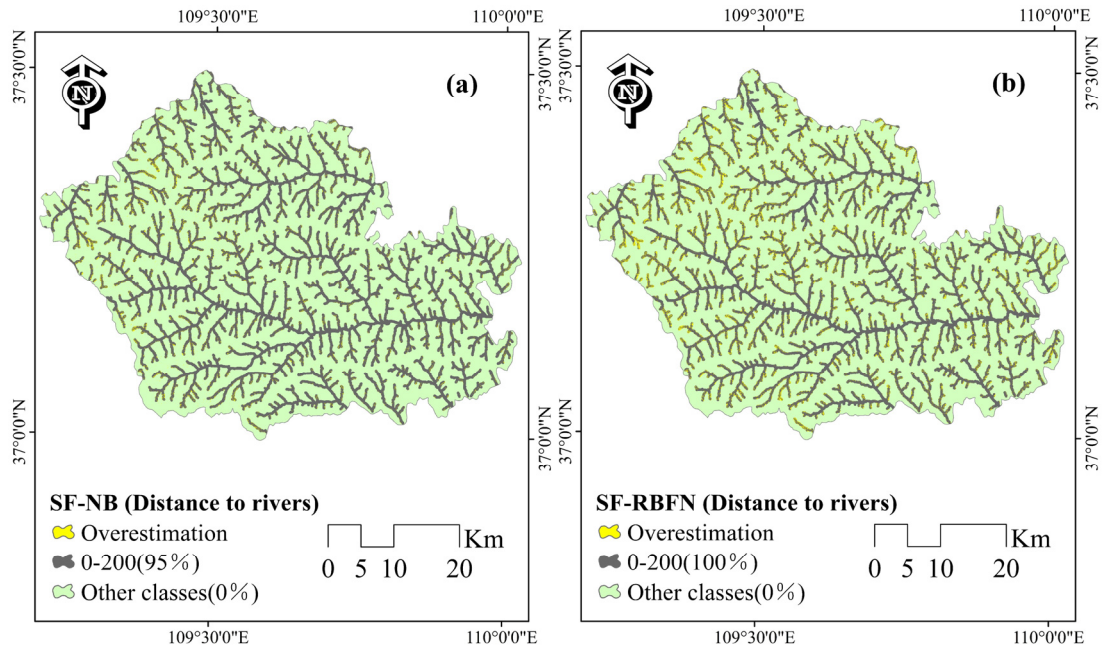 109°30'0"E 110°0'0"E
37°30'0"N
37°0'0"N
N
(a)
SF-NB (Distance to rivers)
Overestimation
0-200(95%)
Other classes(0%)
Km
0 5 10 20
37°30'0"N
37°0'0"N
109°30'0"E 110°0'0"E
109°30'0"E 110°0'0"E
37°30'0"N
37°0'0"N
N
(b)
SF-RBFN (Distance to rivers)
Overestimation
0-200(100%)
Other classes(0%)
Km
0 5 10 20
37°30'0"N
37°0'0"N
109°30'0"E 110°0'0"E